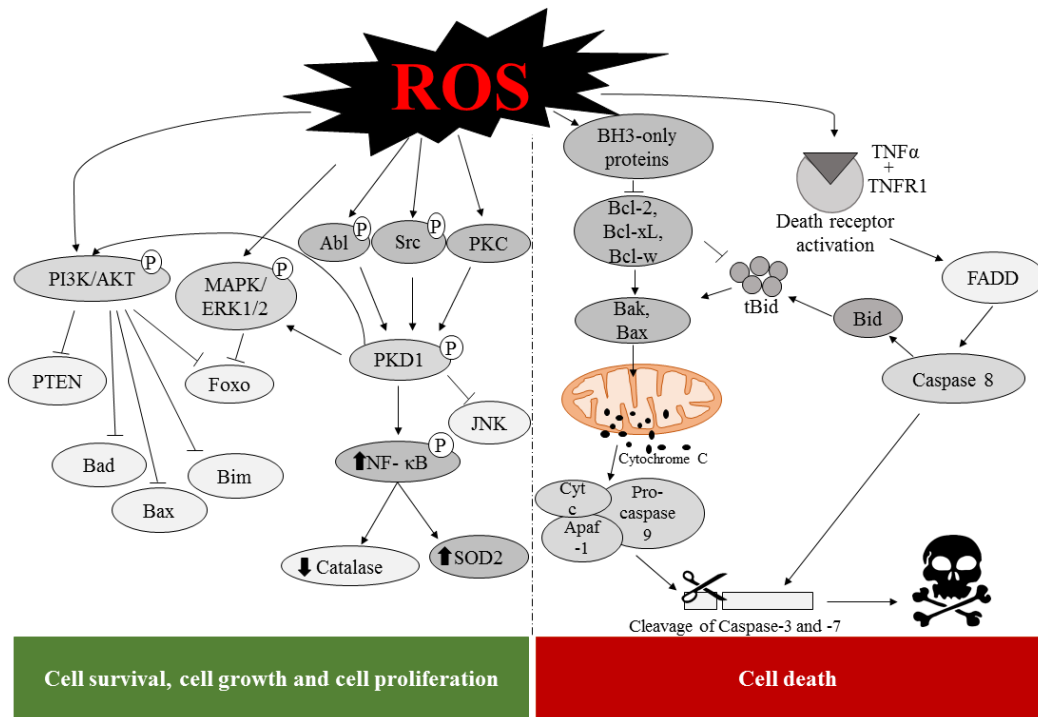 ROS
BH3-only
proteins
TNFα
+
TNFR1
Death receptor
activation
Abl
P
Src
P
PKC
Bcl-2,
Bcl-xL,
Bcl-w
PI3K/AKT
P
MAPK/
ERK1/2
P
tBid
FADD
Bak,
Bax
Bid
PKD1
P
PTEN
Foxo
Caspase 8
JNK
NF- κB
P
Bad
Bim
Bax
Cytochrome C
Cyt
c
Pro-
caspase
9
Apaf
-1
Catalase
SOD2
Cleavage of Caspase-3 and -7
Cell survival, cell growth and cell proliferation
Cell death